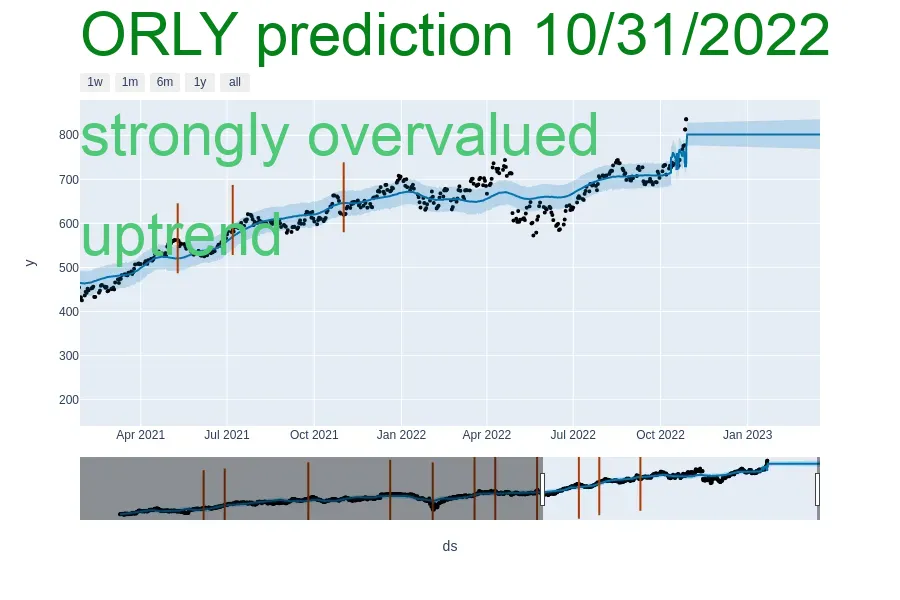 ORLY prediction 10/31/2022
1w 1m 6m 1y all
strongly overvalued
uptrend
800
700
600
500
400
300
200
y
Apr 2021 Jul 2021 Oct 2021 Jan 2022 Apr 2022 Jul 2022 Oct 2022 Jan 2023
ds